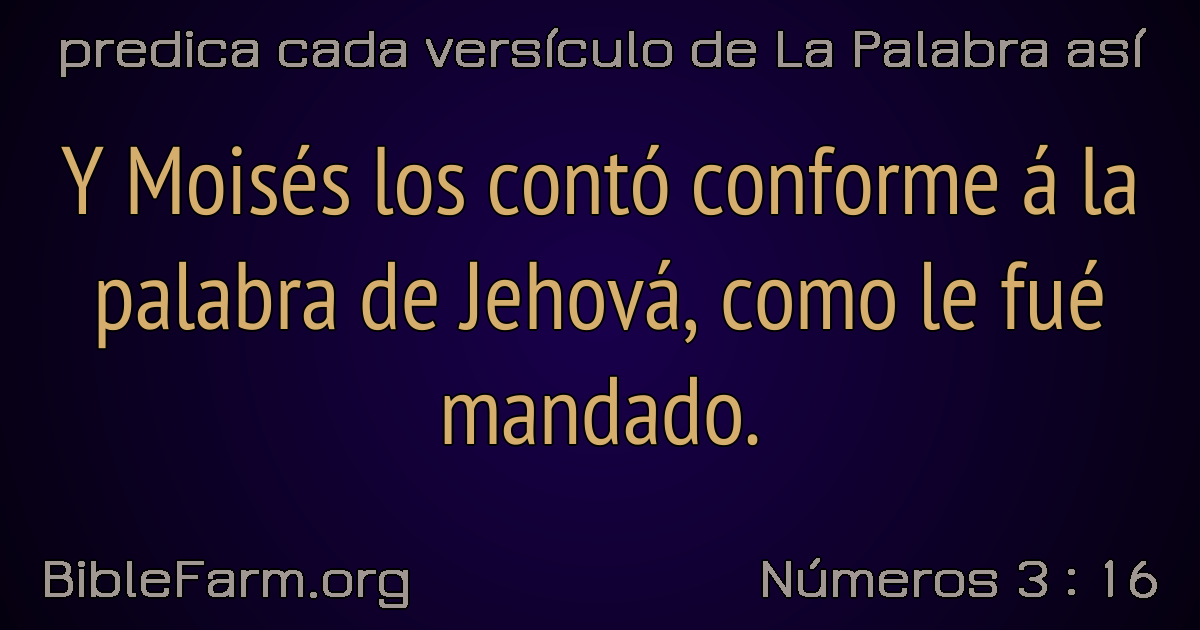 predica cada versículo de La Palabra así
Y Moisés los contó conforme á la
palabra de Jehová, como le fué
mandado.
BibleFarm.org
Números 3 : 16